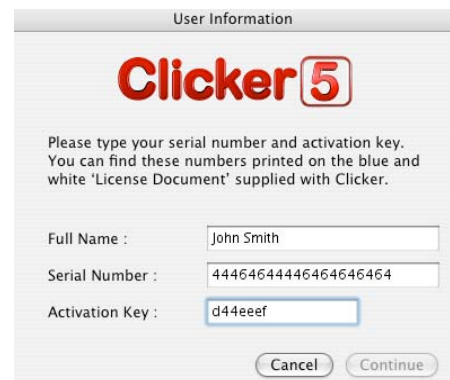 User Information
Clicker 5
Please type your serial number and activation key.
You can find these numbers printed on the blue and
white ‘License Document’ supplied with Clicker.
Full Name : John Smith
Serial Number : 44464644446464646464
Activation Key : d44eeef
Cancel Continue